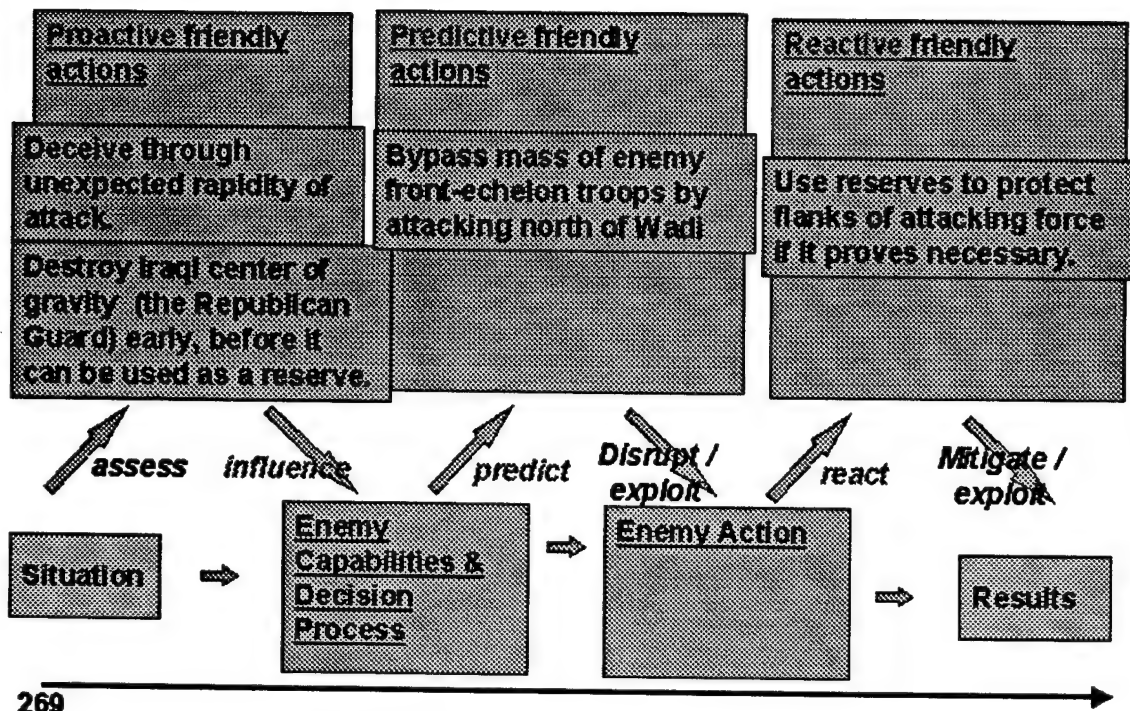 Proactive friendly
actions
Deceive through
unexpected rapidity of
attack.
Destroy Iraqi center of
gravity (the Republican
Guard) early, before it
can be used as a reserve.
Predictive friendly
actions
Bypass mass of enemy
front-echelon troops by
attacking north of Wadi
Reactive friendly
actions
Use reserves to protect
flanks of attacking force
if it proves necessary.
assess
influence
predict
Disrupt /
exploit
react
Mitigate /
exploit
Situation
Enemy
Capabilities &
Decision
Process
Enemy Action
Results
269